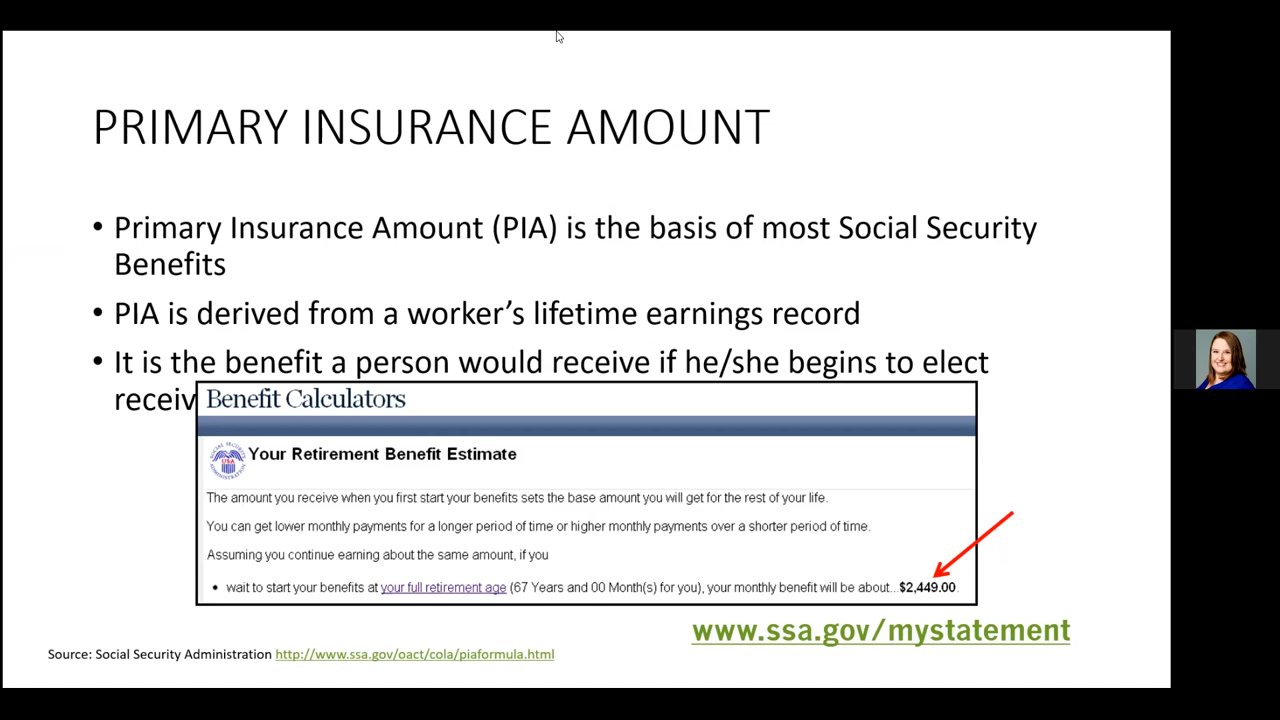 PRIMARY INSURANCE AMOUNT
• Primary Insurance Amount (PIA) is the basis of most Social Security
Benefits
• PIA is derived from a worker’s lifetime earnings record
• It is the benefit a person would receive if he/she begins to elect
receiv
Benefit Calculators
SOCIAL SECURITY ADMINISTRATION
USA
Your Retirement Benefit Estimate
The amount you receive when you first start your benefits sets the base amount you will get for the rest of your life.
You can get lower monthly payments for a longer period of time or higher monthly payments over a shorter period of time.
Assuming you continue earning about the same amount, if you
• wait to start your benefits at your full retirement age (67 Years and 00 Month(s) for you), your monthly benefit will be about...$2,449.00.
www.ssa.gov/mystatement
Source: Social Security Administration http://www.ssa.gov/oact/cola/piaformula.html